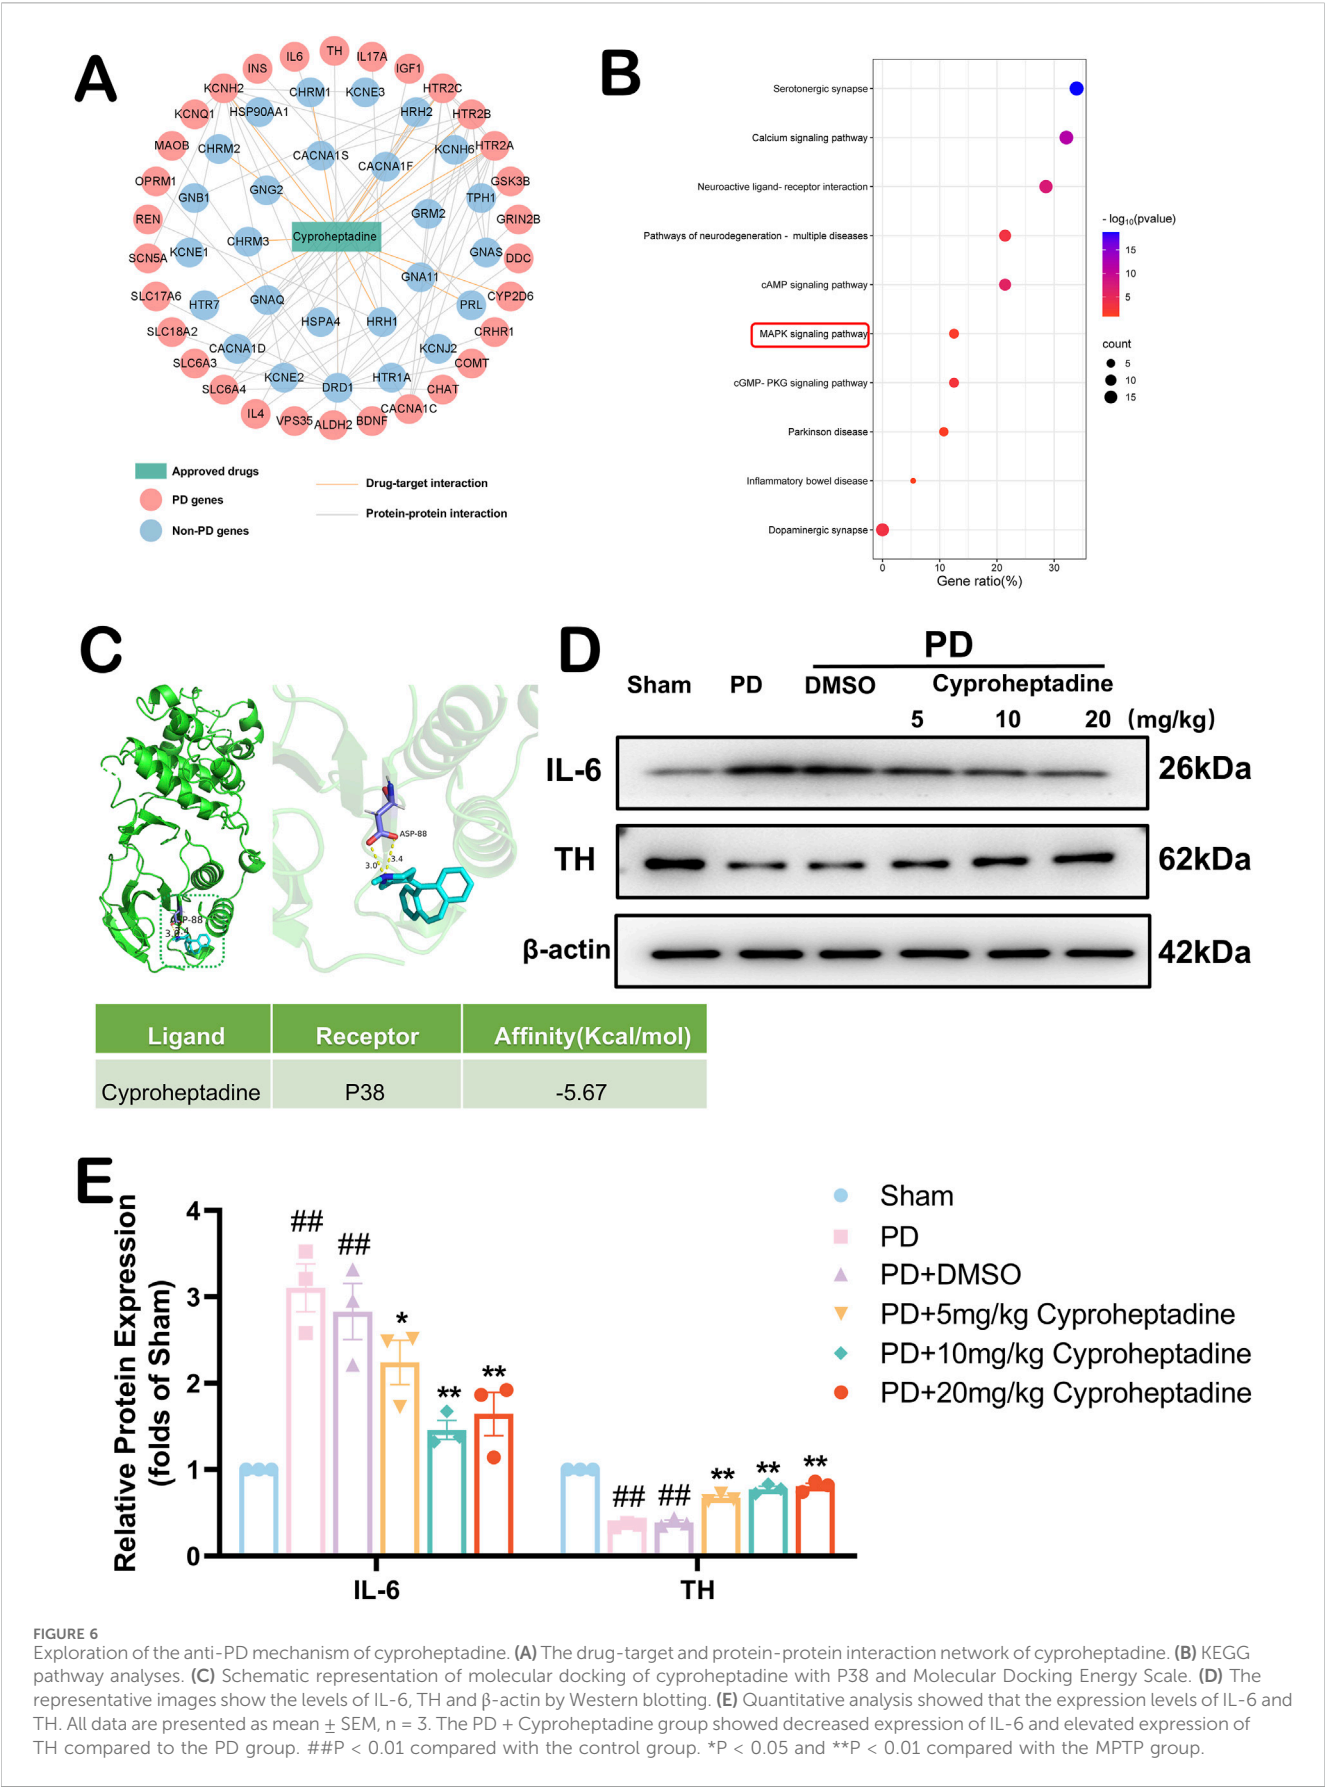 A
TH
IL6
IL17A
INS
IGF1
KCNH2
CHRM1
KCNE3
HTR2C
KCNQ1
HSP90AA1
HRH2
HTR2B
MAOB
CHRM2
CACNA1S
CACNA1F
KCNH6
HTR2A
OPRM1
GNB1
GNG2
GSK3B
TPH1
REN
GRM2
GRIN2B
Cyproheptadine
SCN5A
KCNE1
CHRM3
GNAS
DDC
GNA11
SLC17A6
HTR7
GNAQ
PRL
CYP2D6
SLC18A2
HSPA4
HRH1
CRHR1
SLC6A3
CACNA1D
KCNJ2
COMT
SLC6A4
KCNE2
DRD1
HTR1A
CHAT
IL4
VPS35
ALDH2
BDNF
CACNA1C
Approved drugs
PD genes
Non-PD genes
Drug-target interaction
Protein-protein interaction
B
Serotonergic synapse
Calcium signaling pathway
Neuroactive ligand- receptor interaction
Pathways of neurodegeneration - multiple diseases
cAMP signaling pathway
MAPK signaling pathway
cGMP- PKG signaling pathway
Parkinson disease
Inflammatory bowel disease
Dopaminergic synapse
0 10 20 30
Gene ratio(%)
- log10(pvalue)
15
10
5
count
5
10
15
C
ASP-88
3.0
3.4
ASP-88
3.0
3.4
Ligand Receptor Affinity(Kcal/mol)
Cyproheptadine P38 -5.67
D
PD
Sham PD DMSO Cyproheptadine
5 10 20 (mg/kg)
IL-6 26kDa
TH 62kDa
β-actin 42kDa
E
Relative Protein Expression
(folds of Sham)
4
3
2
1
0
## ## * ** **
## ## ** ** **
IL-6 TH
Sham
PD
PD+DMSO
PD+5mg/kg Cyproheptadine
PD+10mg/kg Cyproheptadine
PD+20mg/kg Cyproheptadine
FIGURE 6
Exploration of the anti-PD mechanism of cyproheptadine. (A) The drug-target and protein-protein interaction network of cyproheptadine. (B) KEGG
pathway analyses. (C) Schematic representation of molecular docking of cyproheptadine with P38 and Molecular Docking Energy Scale. (D) The
representative images show the levels of IL-6, TH and β-actin by Western blotting. (E) Quantitative analysis showed that the expression levels of IL-6 and
TH. All data are presented as mean ± SEM, n = 3. The PD + Cyproheptadine group showed decreased expression of IL-6 and elevated expression of
TH compared to the PD group. ##P < 0.01 compared with the control group. *P < 0.05 and **P < 0.01 compared with the MPTP group.